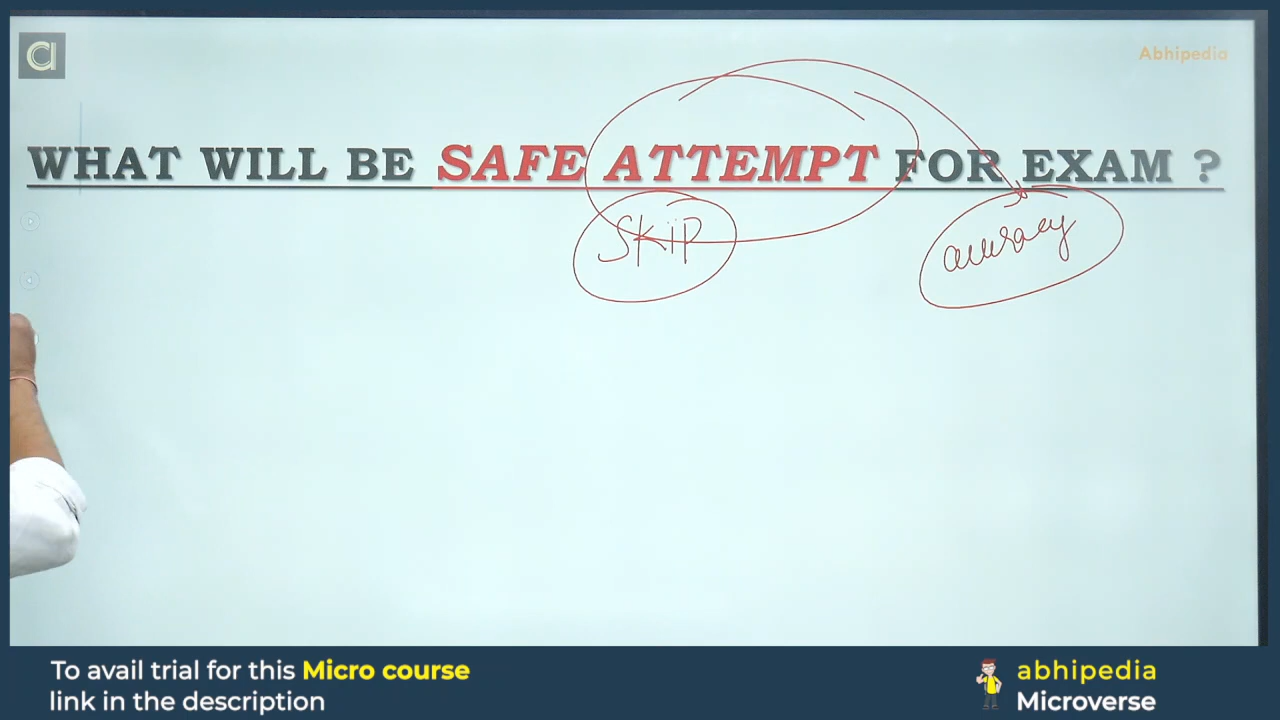 a
Abhipedia
WHAT WILL BE SAFE ATTEMPT FOR EXAM ?
SKIP
accuracy
To avail trial for this Micro course
link in the description
abhipedia
Microverse